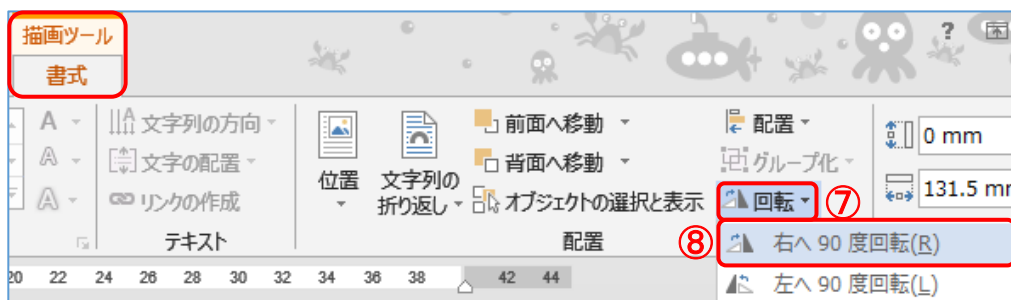 描画ツール
書式
?
A
文字列の方向
A
文字の配置
A
リンクの作成
テキスト
位置
文字列の
折り返し
前面へ移動
背面へ移動
オブジェクトの選択と表示
配置
配置
グループ化
回転
⑦
0 mm
131.5 mm
⑧
右へ 90 度回転(R)
左へ 90 度回転(L)
20 22 24 26 28 30 32 34 36 38 42 44